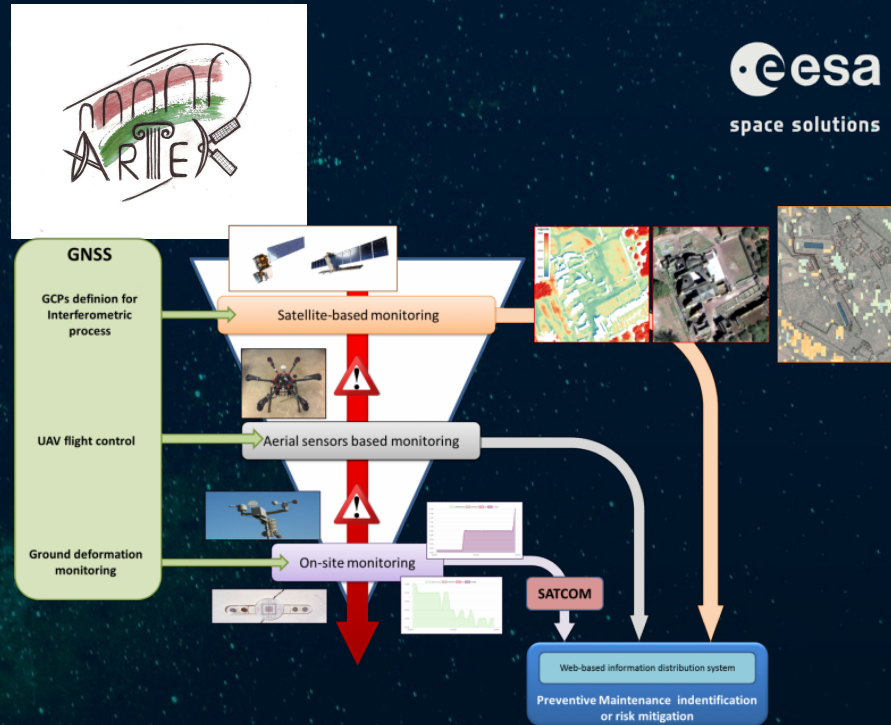 ARTEK
esa
space solutions
GNSS
GCPs definion for
Interferometric
process
Satellite-based monitoring
UAV flight control
Aerial sensors based monitoring
Ground deformation
monitoring
On-site monitoring
SATCOM
Web-based information distribution system
Preventive Maintenance indentification
or risk mitigation